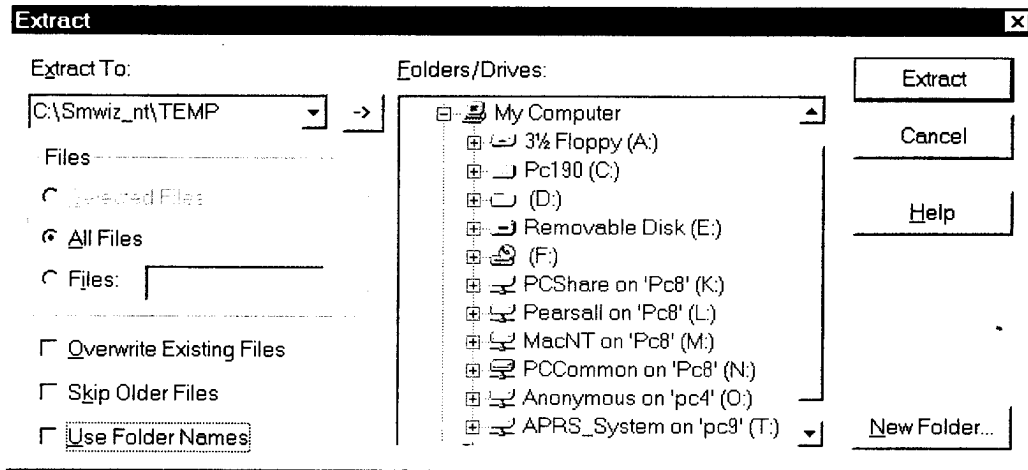 Extract
Extract To:
C:\Smwiz_nt\TEMP
->
Files
Selected Files
All Files
Files:
Overwrite Existing Files
Skip Older Files
Use Folder Names
Folders/Drives:
My Computer
3½ Floppy (A:)
Pc190 (C:)
(D:)
Removable Disk (E:)
(F:)
PCShare on 'Pc8' (K:)
Pearsall on 'Pc8' (L:)
MacNT on 'Pc8' (M:)
PCCommon on 'Pc8' (N:)
Anonymous on 'pc4' (O:)
APRS_System on 'pc9' (T:)
Extract
Cancel
Help
New Folder...